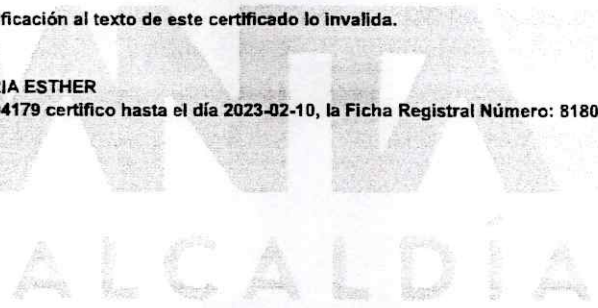 ficación al texto de este certificado lo invalida.
IA ESTHER
4179 certifico hasta el día 2023-02-10, la Ficha Registral Número: 8180
ANTA
ALCALDÍA